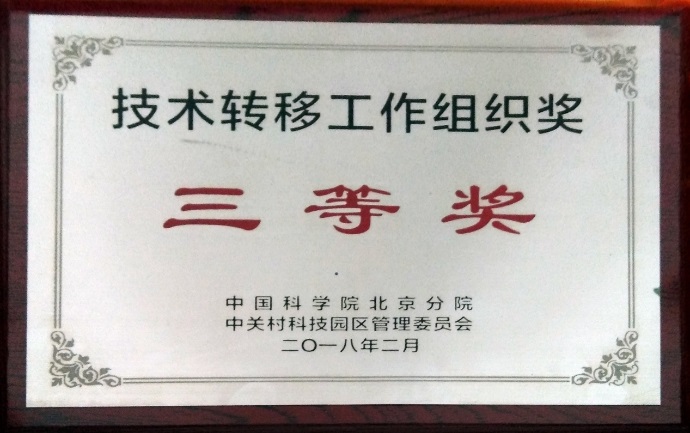 技术转移工作组织奖
三等奖
中国科学院北京分院
中关村科技园区管理委员会
二〇一八年二月